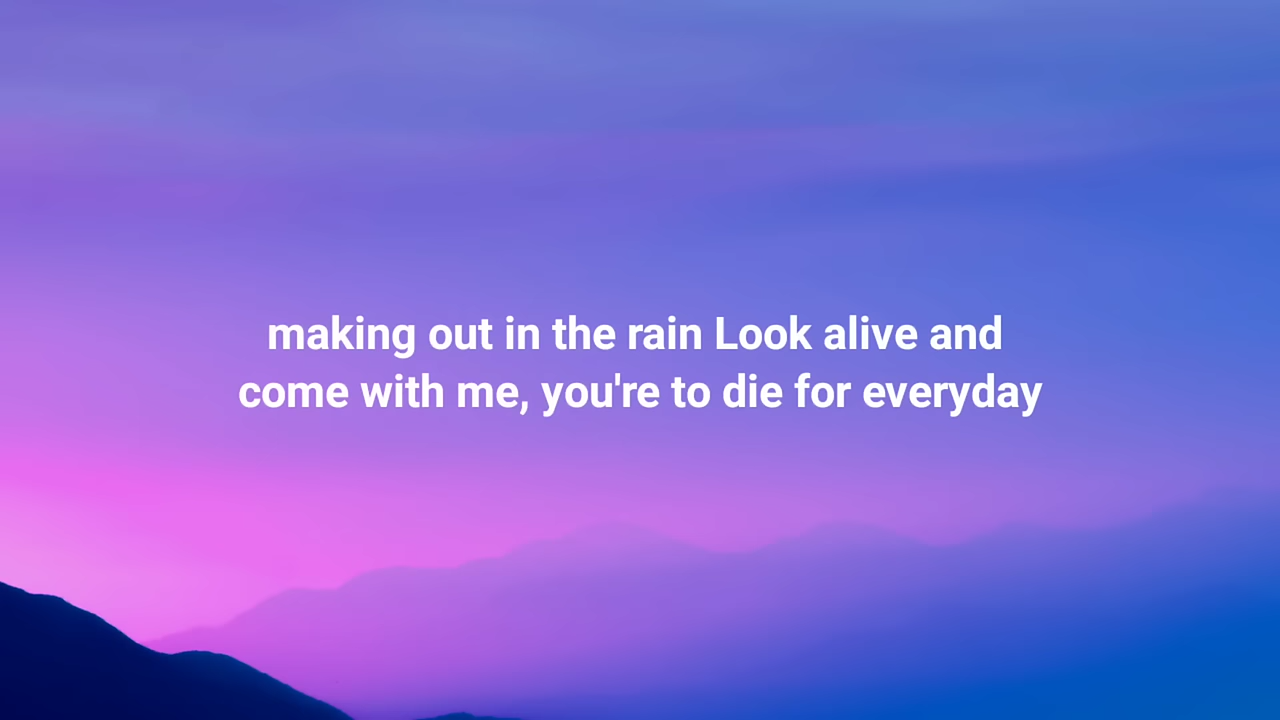 making out in the rain Look alive and
come with me, you're to die for everyday